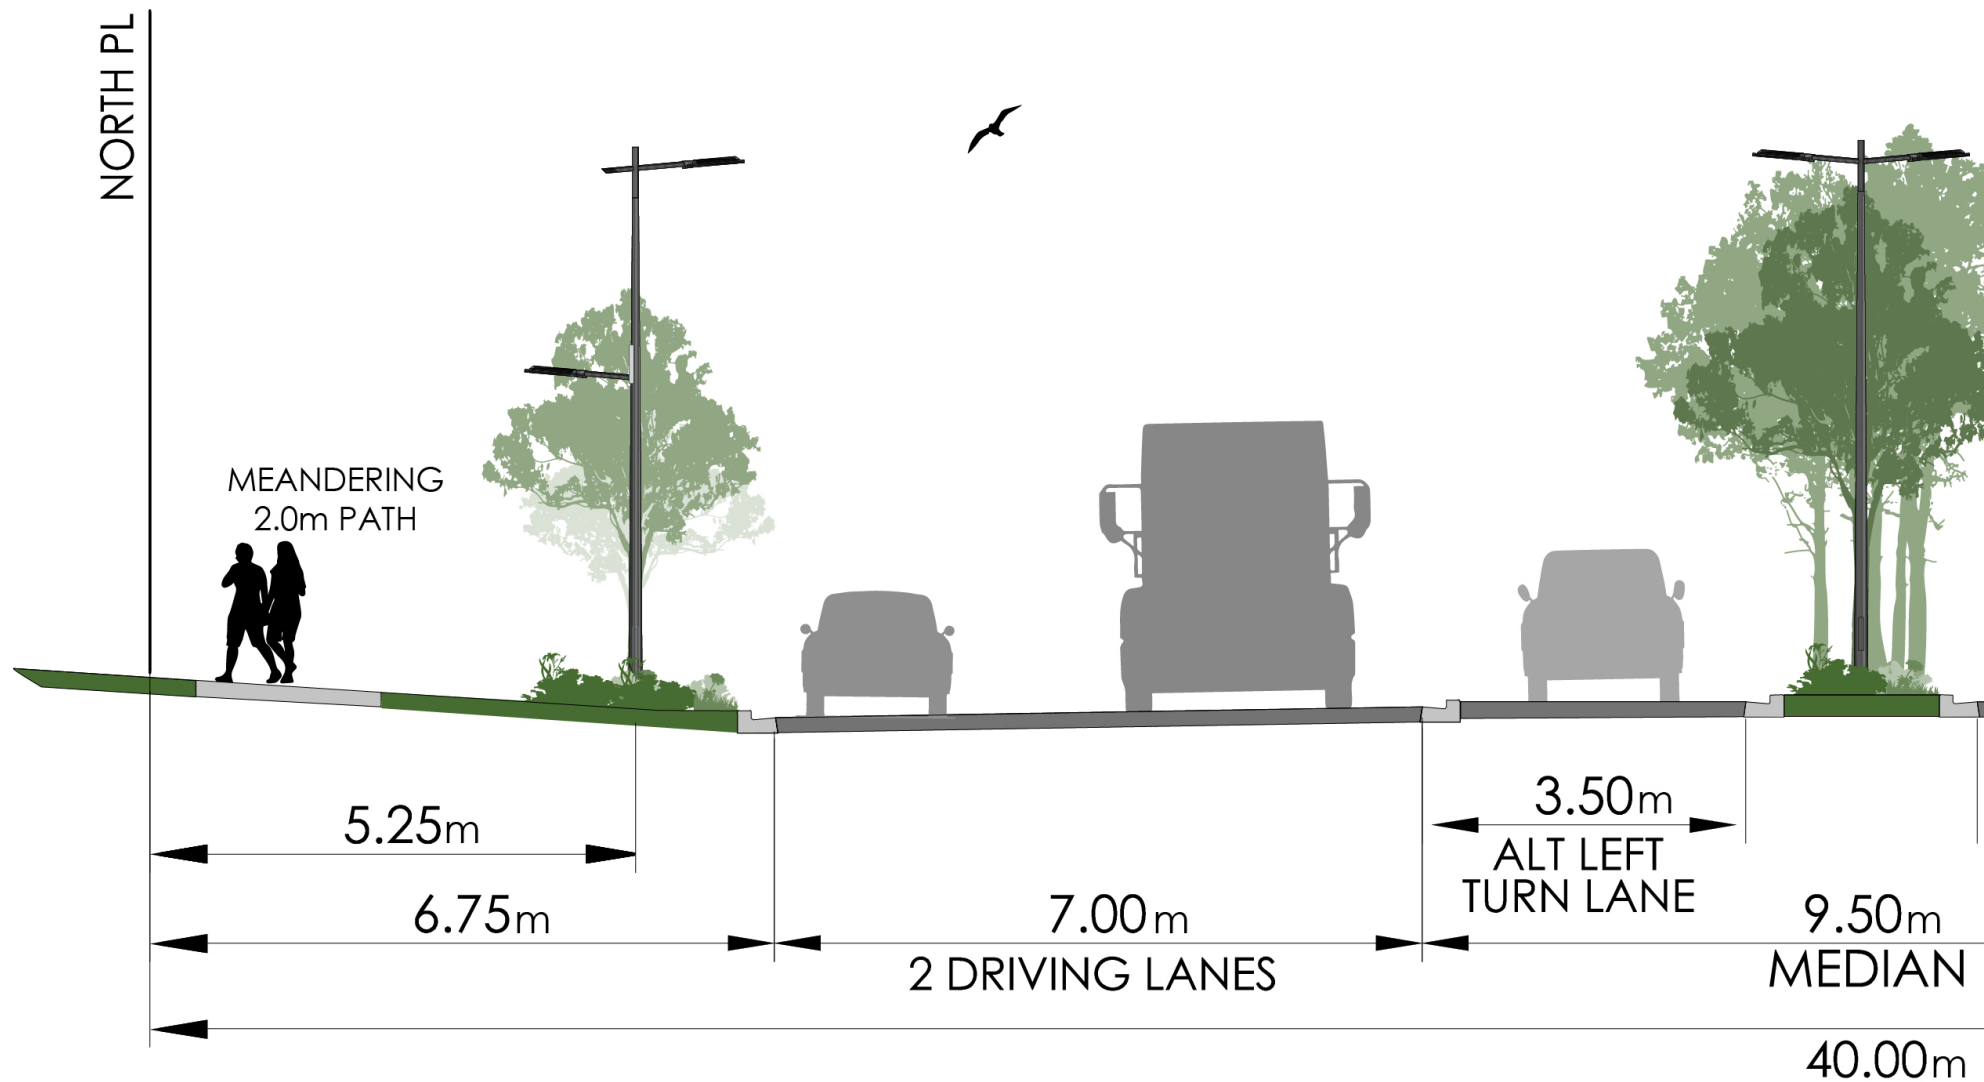 NORTH PL
MEANDERING
2.0m PATH
5.25m
3.50m
ALT LEFT
TURN LANE
6.75m
7.00m
2 DRIVING LANES
9.50m
MEDIAN
40.00m